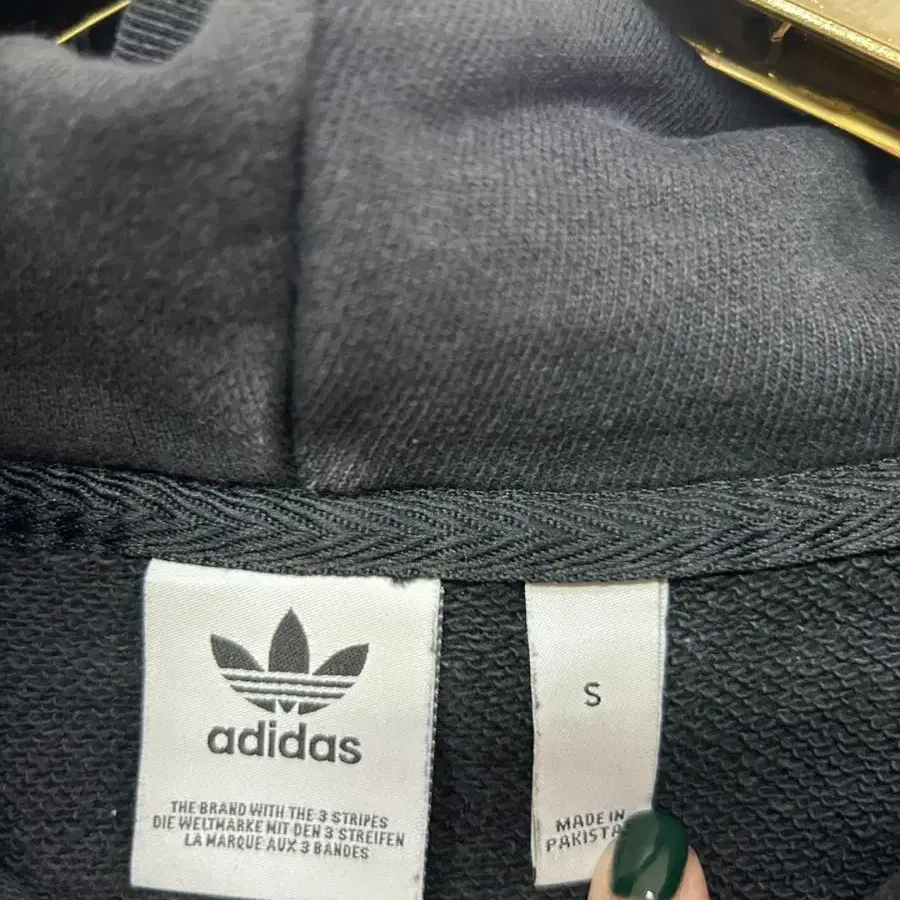 adidas
THE BRAND WITH THE 3 STRIPES
DIE WELTMARKE MIT DEN 3 STREIFEN
LA MARQUE AUX 3 BANDES
S
MADE IN